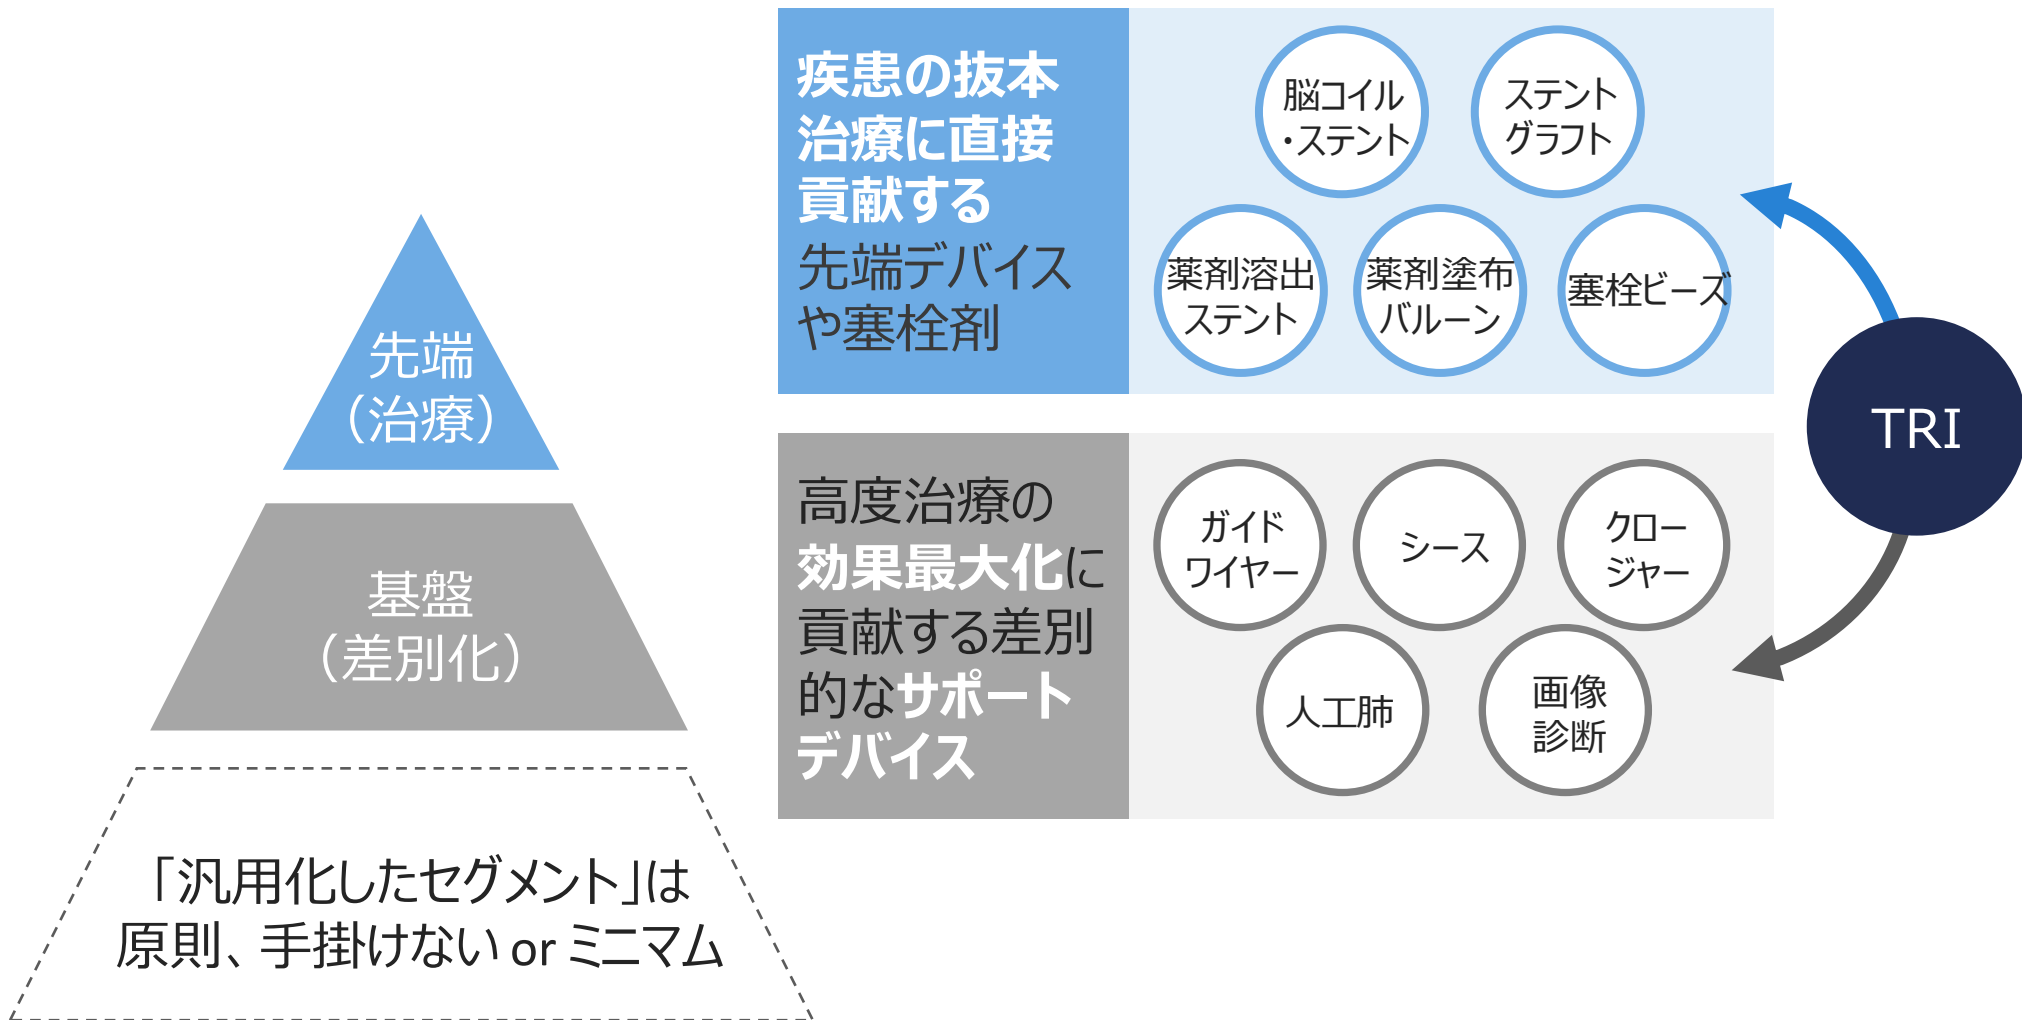 先端
（治療）
基盤
（差別化）
「汎用化したセグメント」は
原則、手掛けない or ミニマム
疾患の抜本
治療に直接
貢献する
先端デバイス
や塞栓剤
脳コイル
・ステント
ステント
グラフト
薬剤溶出
ステント
薬剤塗布
バルーン
塞栓ビーズ
高度治療の
効果最大化に
貢献する差別
的なサポート
デバイス
ガイド
ワイヤー
シース
クロー
ジャー
人工肺
画像
診断
TRI